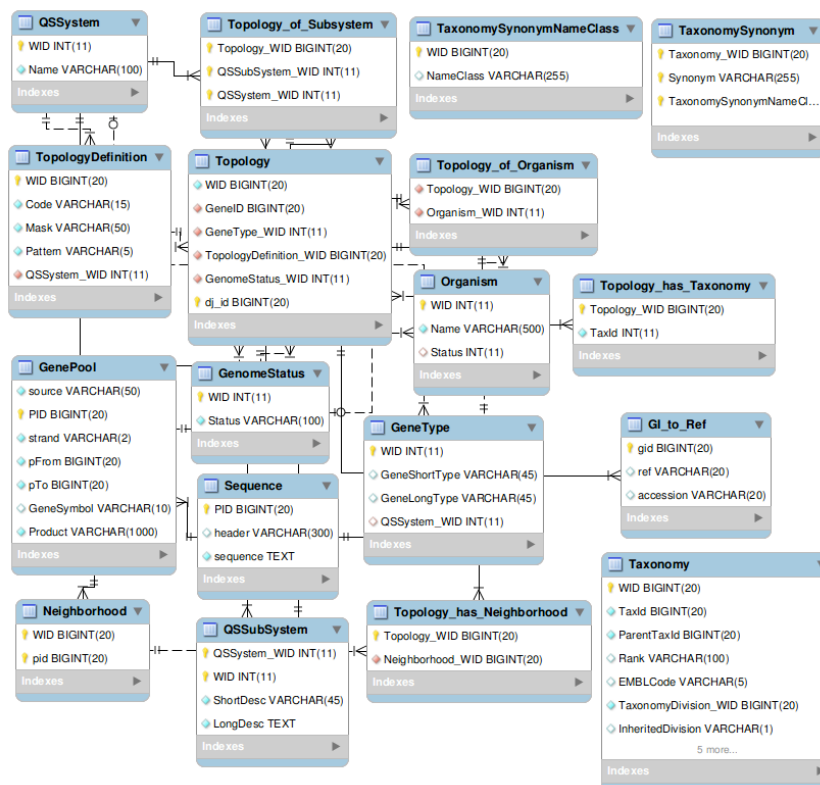 QSSystem
WID INT(11)
Name VARCHAR(100)
Indexes
Topology_of_Subsystem
Topology_WID BIGINT(20)
QSSubSystem_WID INT(11)
QSSystem_WID INT(11)
Indexes
TaxonomySynonymNameClass
WID BIGINT(20)
NameClass VARCHAR(255)
Indexes
TaxonomySynonym
Taxonomy_WID BIGINT(20)
Synonym VARCHAR(255)
TaxonomySynonymNameCl...
Indexes
TopologyDefinition
WID BIGINT(20)
Code VARCHAR(15)
Mask VARCHAR(50)
Pattern VARCHAR(5)
QSSystem_WID INT(11)
Indexes
Topology
WID BIGINT(20)
GeneID BIGINT(20)
GeneType_WID INT(11)
TopologyDefinition_WID BIGINT(20)
GenomeStatus_WID INT(11)
dj_id BIGINT(20)
Indexes
Topology_of_Organism
Topology_WID BIGINT(20)
Organism_WID INT(11)
Indexes
Organism
WID INT(11)
Name VARCHAR(500)
Status INT(11)
Indexes
Topology_has_Taxonomy
Topology_WID BIGINT(20)
TaxId INT(11)
Indexes
GenePool
source VARCHAR(50)
PID BIGINT(20)
strand VARCHAR(2)
pFrom BIGINT(20)
pTo BIGINT(20)
GeneSymbol VARCHAR(10)
Product VARCHAR(1000)
Indexes
GenomeStatus
WID INT(11)
Status VARCHAR(100)
Indexes
GeneType
WID INT(11)
GeneShortType VARCHAR(45)
GeneLongType VARCHAR(45)
QSSystem_WID INT(11)
Indexes
GI_to_Ref
gid BIGINT(20)
ref VARCHAR(20)
accession VARCHAR(20)
Indexes
Sequence
PID BIGINT(20)
header VARCHAR(300)
sequence TEXT
Indexes
Neighborhood
WID BIGINT(20)
pid BIGINT(20)
Indexes
QSSubSystem
QSSystem_WID INT(11)
WID INT(11)
ShortDesc VARCHAR(45)
LongDesc TEXT
Indexes
Topology_has_Neighborhood
Topology_WID BIGINT(20)
Neighborhood_WID BIGINT(20)
Indexes
Taxonomy
WID BIGINT(20)
TaxId BIGINT(20)
ParentTaxId BIGINT(20)
Rank VARCHAR(100)
EMBLCode VARCHAR(5)
TaxonomyDivision_WID BIGINT(20)
InheritedDivision VARCHAR(1)
5 more...
Indexes